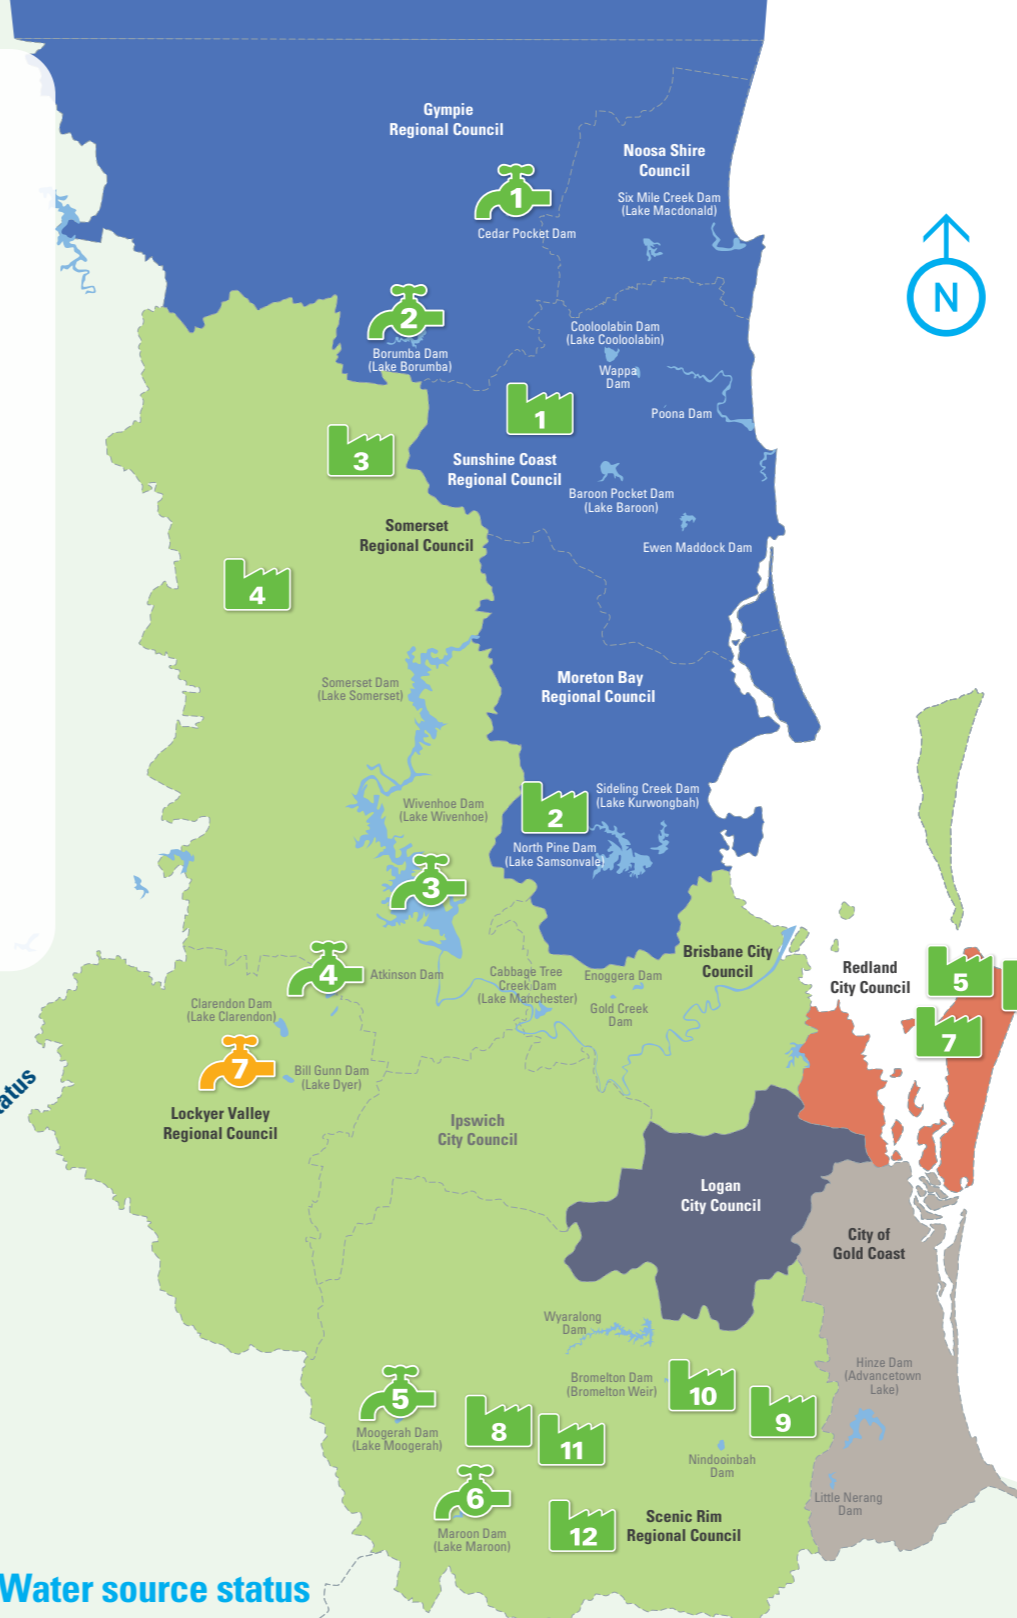 Gympie
Regional Council
Noosa Shire
Council
Six Mile Creek Dam
(Lake Macdonald)
1
Cedar Pocket Dam
N
2
Borumba Dam
(Lake Borumba)
Cooloolabin Dam
(Lake Cooloolabin)
Wappa
Dam
Poona Dam
1
3
Sunshine Coast
Regional Council
Baroon Pocket Dam
(Lake Baroon)
Ewen Maddock Dam
Somerset
Regional Council
4
Somerset Dam
(Lake Somerset)
Moreton Bay
Regional Council
Sideling Creek Dam
(Lake Kurwongbah)
Wivenhoe Dam
(Lake Wivenhoe)
2
North Pine Dam
(Lake Samsonvale)
3
Brisbane City
Council
Redland
City Council
5
4
Atkinson Dam
Cabbage Tree
Creek Dam
(Lake Manchester)
Enoggera Dam
Gold Creek
Dam
Clarendon Dam
(Lake Clarendon)
7
7
Bill Gunn Dam
(Lake Dyer)
atus
Lockyer Valley
Regional Council
Ipswich
City Council
Logan
City Council
City of
Gold Coast
Wyaralong
Dam
Bromelton Dam
(Bromelton Weir)
10
9
Hinze Dam
(Advancetown
Lake)
5
Moogerah Dam
(Lake Moogerah)
8
11
Nindooinbah
Dam
6
Maroon Dam
(Lake Maroon)
12
Scenic Rim
Regional Council
Little Nerang
Dam
Water source status